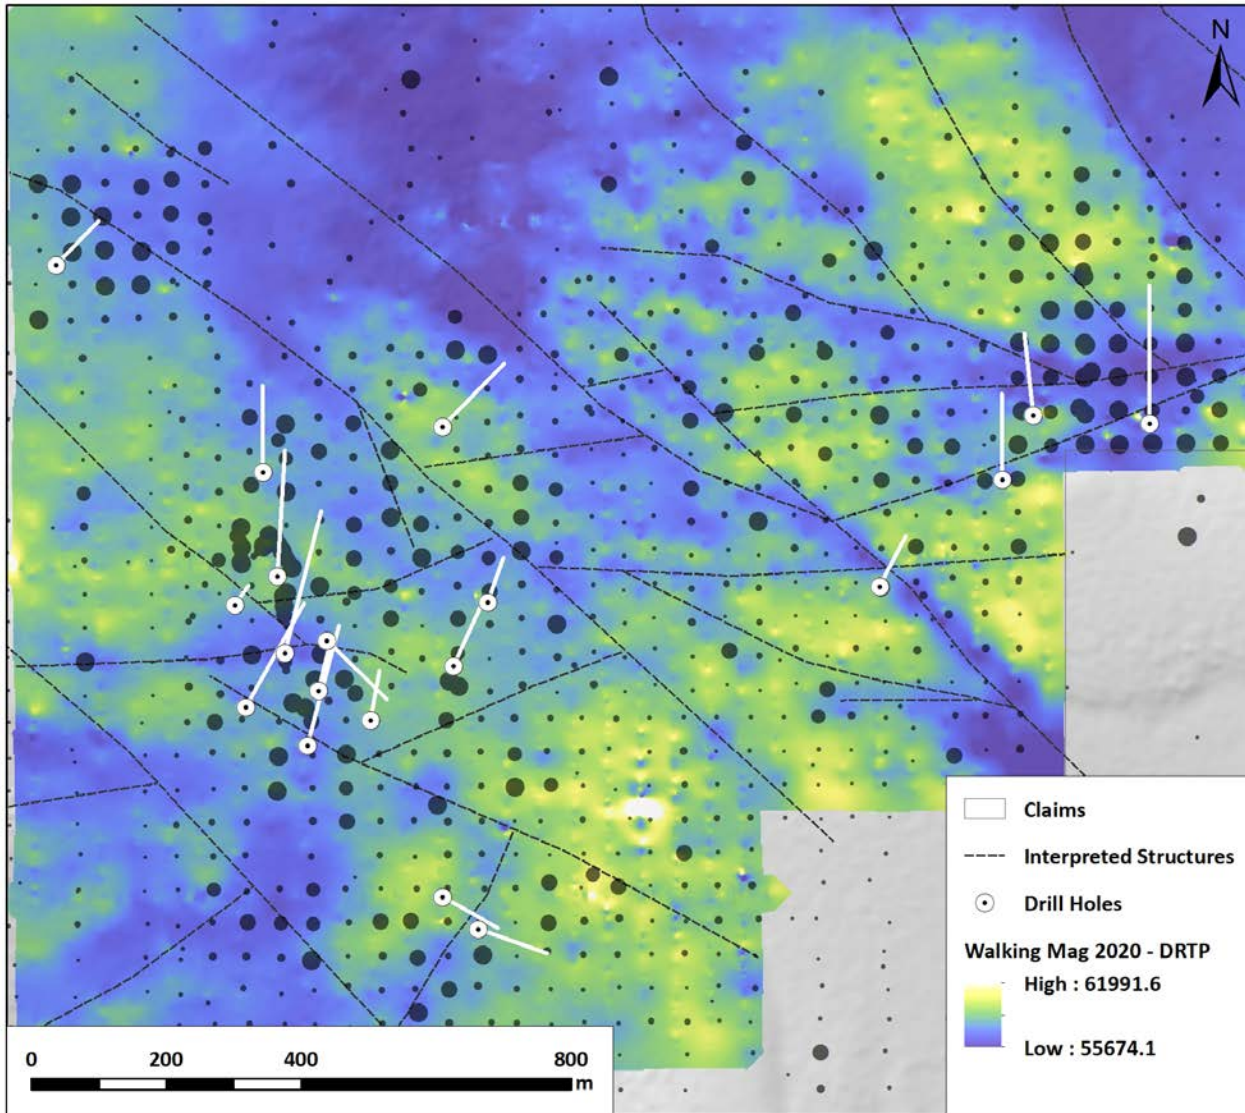 N
Claims
Interpreted Structures
Drill Holes
Walking Mag 2020 - DRTP
High : 61991.6
Low : 55674.1
0 200 400 800
m